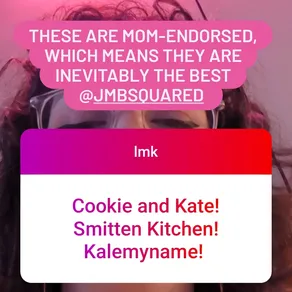 THESE ARE MOM-ENDORSED,
WHICH MEANS THEY ARE
INEVITABLY THE BEST
@JMBSQUARED
lmk
Cookie and Kate!
Smitten Kitchen!
Kalemyname!